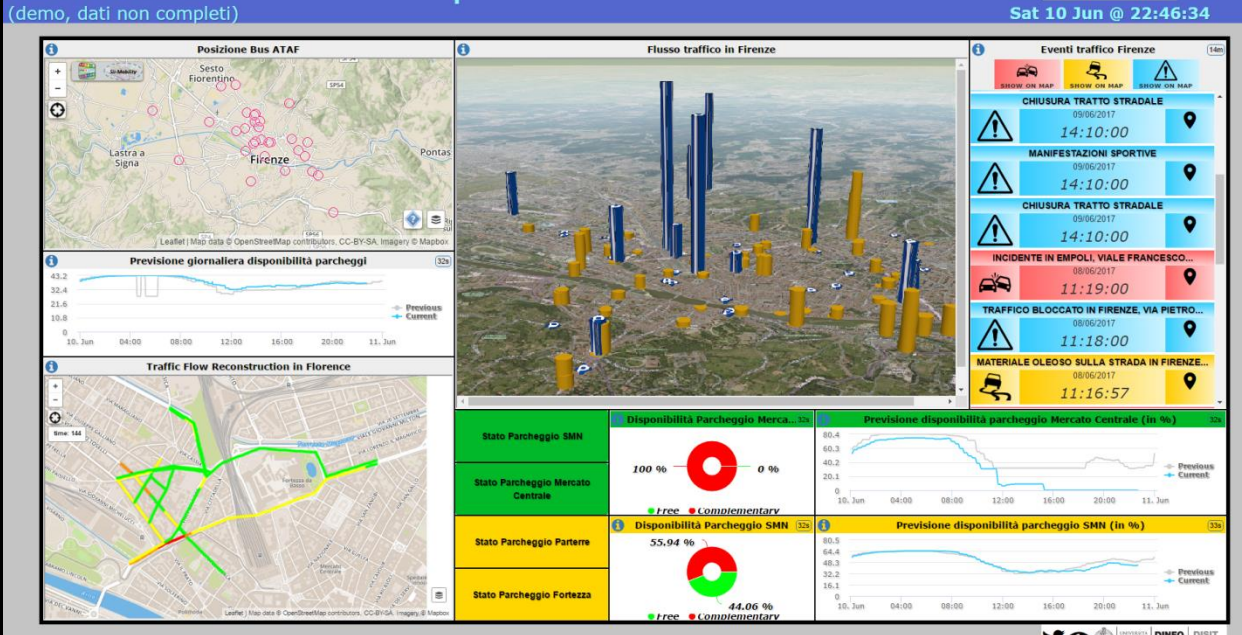 (demo, dati non completi)
Sat 10 Jun @ 22:46:34
Posizione Bus ATAF
Sesto
Fiorentino
Lastra a
Signa
Firenze
Pontas
Leaflet | Map data © OpenStreetMap contributors, CC-BY-SA, Imagery © Mapbox
Previsione giornaliera disponibilità parcheggi
32s
43.2
32.4
21.6
10.8
0
10. Jun 04:00 08:00 12:00 16:00 20:00 11. Jun
Previous
Current
Traffic Flow Reconstruction in Florence
time: 144
Leaflet | Map data © OpenStreetMap contributors, CC-BY-SA, Imagery © Mapbox
Flusso traffico in Firenze
Eventi traffico Firenze
14m
SHOW ON MAP SHOW ON MAP SHOW ON MAP
CHIUSURA TRATTO STRADALE
09/06/2017
14:10:00
MANIFESTAZIONI SPORTIVE
09/06/2017
14:10:00
CHIUSURA TRATTO STRADALE
09/06/2017
14:10:00
INCIDENTE IN EMPOLI, VIALE FRANCESCO...
08/06/2017
11:19:00
TRAFFICO BLOCCATO IN FIRENZE, VIA PIETRO...
08/06/2017
11:18:00
MATERIALE OLEOSO SULLA STRADA IN FIRENZE...
08/06/2017
11:16:57
Stato Parcheggio SMN
Stato Parcheggio Mercato
Centrale
Stato Parcheggio Parterre
Stato Parcheggio Fortezza
Disponibilità Parcheggio Merca... 32s
100 % 0 %
Free Complementary
Previsione disponibilità parcheggio Mercato Centrale (in %) 32s
80.4
60.3
40.2
20.1
0
10. Jun 04:00 08:00 12:00 16:00 20:00 11. Jun
Previous
Current
Disponibilità Parcheggio SMN 32s
55.94 %
44.06 %
Free Complementary
Previsione disponibilità parcheggio SMN (in %) 33s
80.5
64.4
48.3
32.2
16.1
0
10. Jun 04:00 08:00 12:00 16:00 20:00 11. Jun
Previous
Current
DINFO DISIT